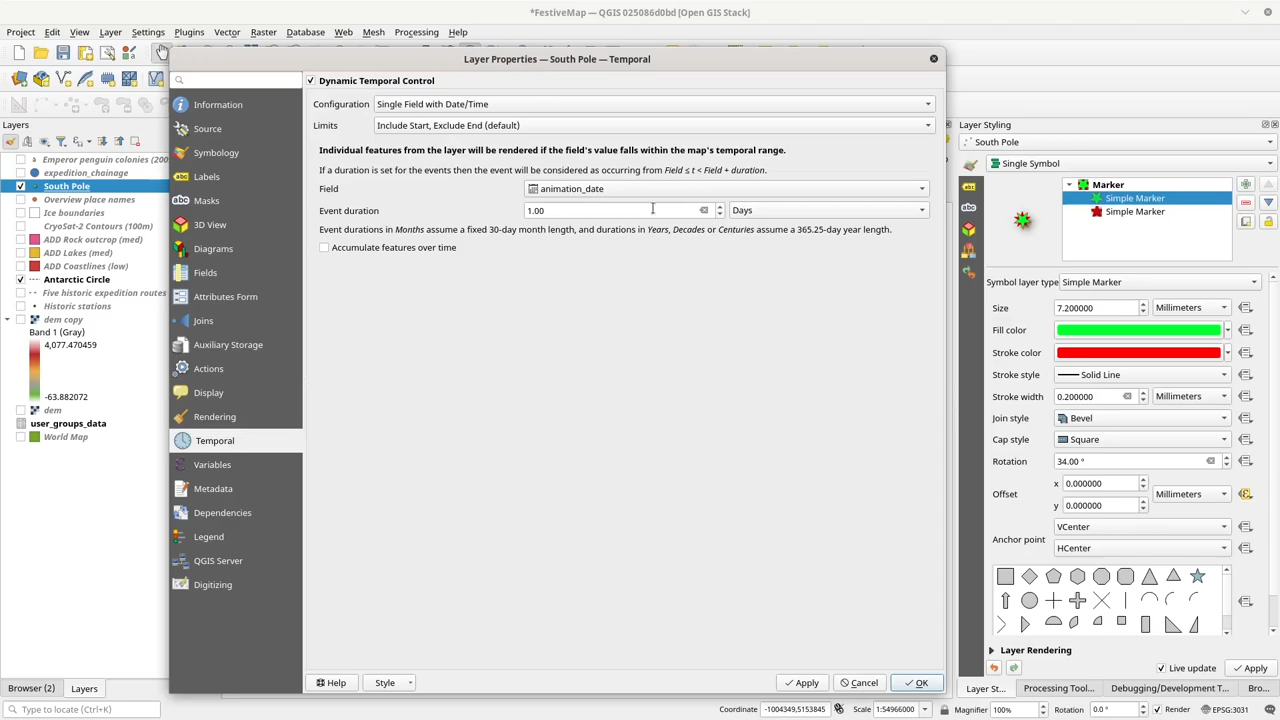 *FestiveMap — QGIS 025086d0bd [Open GIS Stack]
Project Edit View Layer Settings Plugins Vector Raster Database Web Mesh Processing Help
Layer Properties — South Pole — Temporal
Information
Source
Symbology
Labels
Masks
3D View
Diagrams
Fields
Attributes Form
Joins
Auxiliary Storage
Actions
Display
Rendering
Temporal
Variables
Metadata
Dependencies
Legend
QGIS Server
Digitizing
Dynamic Temporal Control
Configuration Single Field with Date/Time
Limits Include Start, Exclude End (default)
Individual features from the layer will be rendered if the field's value falls within the map's temporal range.
If a duration is set for the events then the event will be considered as occurring from Field ≤ t < Field + duration.
Field animation_date
Event duration 1.00 Days
Event durations in Months assume a fixed 30-day month length, and durations in Years, Decades or Centuries assume a 365.25-day year length.
Accumulate features over time
Help Style Apply Cancel OK
Layers
Emperor penguin colonies (200
expedition_chainage
South Pole
Overview place names
Ice boundaries
CryoSat-2 Contours (100m)
ADD Rock outcrop (med)
ADD Lakes (med)
ADD Coastlines (low)
Antarctic Circle
Five historic expedition routes
Historic stations
dem copy
Band 1 (Gray)
4,077.470459
-63.882072
dem
user_groups_data
World Map
Browser (2) Layers
Type to locate (Ctrl+K)
Layer Styling
South Pole
Single Symbol
Marker
Simple Marker
Simple Marker
Symbol layer type Simple Marker
Size 7.200000 Millimeters
Fill color
Stroke color
Stroke style Solid Line
Stroke width 0.200000 Millimeters
Join style Bevel
Cap style Square
Rotation 34.00 °
x 0.000000
Offset Millimeters
y 0.000000
VCenter
Anchor point
HCenter
Layer Rendering
Live update Apply
Layer St... Processing Tool... Debugging/Development T... Bro...
Coordinate -1004349,5153845 Scale 1:54966000 Magnifier 100% Rotation 0.0 ° Render EPSG:3031
abc
abc
abc